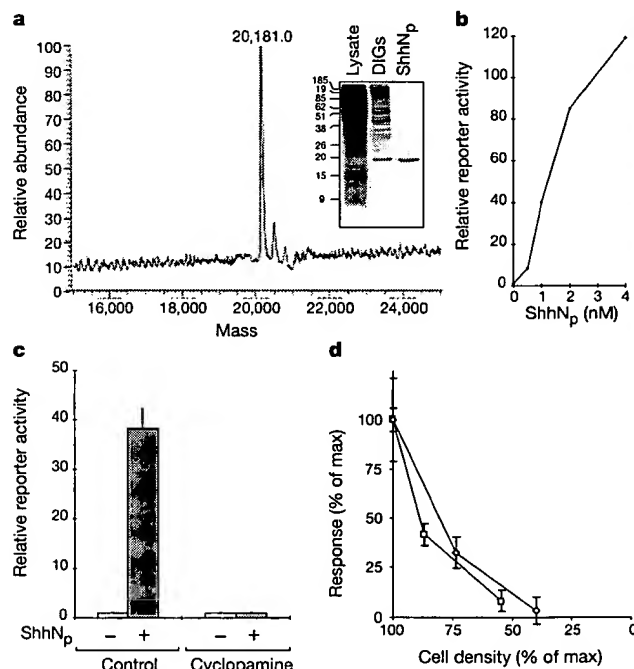 a
Relative abundance
100
90
80
70
60
50
40
30
20
10
0
20,181.0
16,000
18,000
20,000
22,000
24,000
Mass
Lysate
DIGs
ShhNp
185
19
85
62
51
38
26
20
15
9
b
Relative reporter activity
120
100
80
60
40
20
0
0 1 2 3 4
ShhNp (nM)
c
Relative reporter activity
50
40
30
20
10
0
ShhNp − + − +
Control Cyclopamine
d
Response (% of max)
100
75
50
25
0
100 75 50 25 0
Cell density (% of max)